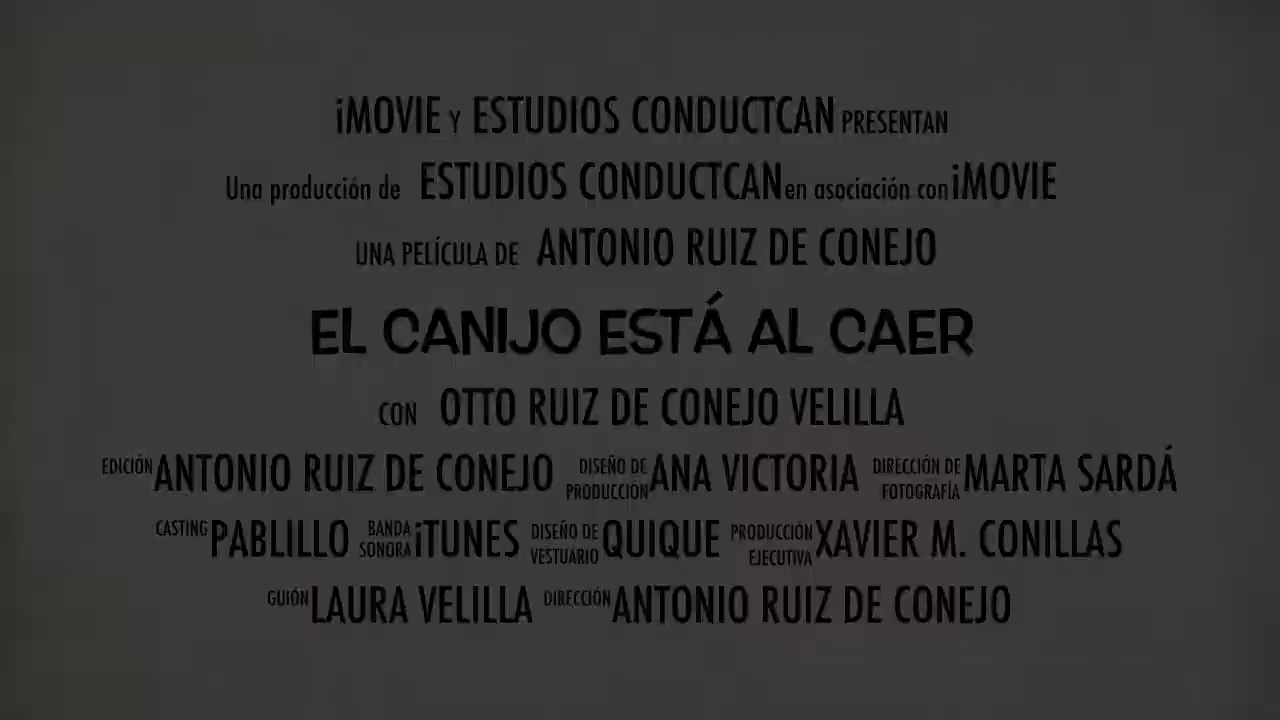 iMOVIE Y ESTUDIOS CONDUCTCAN PRESENTAN
Una producción de ESTUDIOS CONDUCTCAN en asociación con iMOVIE
UNA PELÍCULA DE ANTONIO RUIZ DE CONEJO
EL CANIJO ESTÁ AL CAER
CON OTTO RUIZ DE CONEJO VELILLA
EDICIÓN ANTONIO RUIZ DE CONEJO DISEÑO DE PRODUCCIÓN ANA VICTORIA DIRECCIÓN DE FOTOGRAFÍA MARTA SARDÁ
CASTING PABLILLO BANDA SONORA iTUNES DISEÑO DE VESTUARIO QUIQUE PRODUCCIÓN EJECUTIVA XAVIER M. CONILLAS
GUIÓN LAURA VELILLA DIRECCIÓN ANTONIO RUIZ DE CONEJO